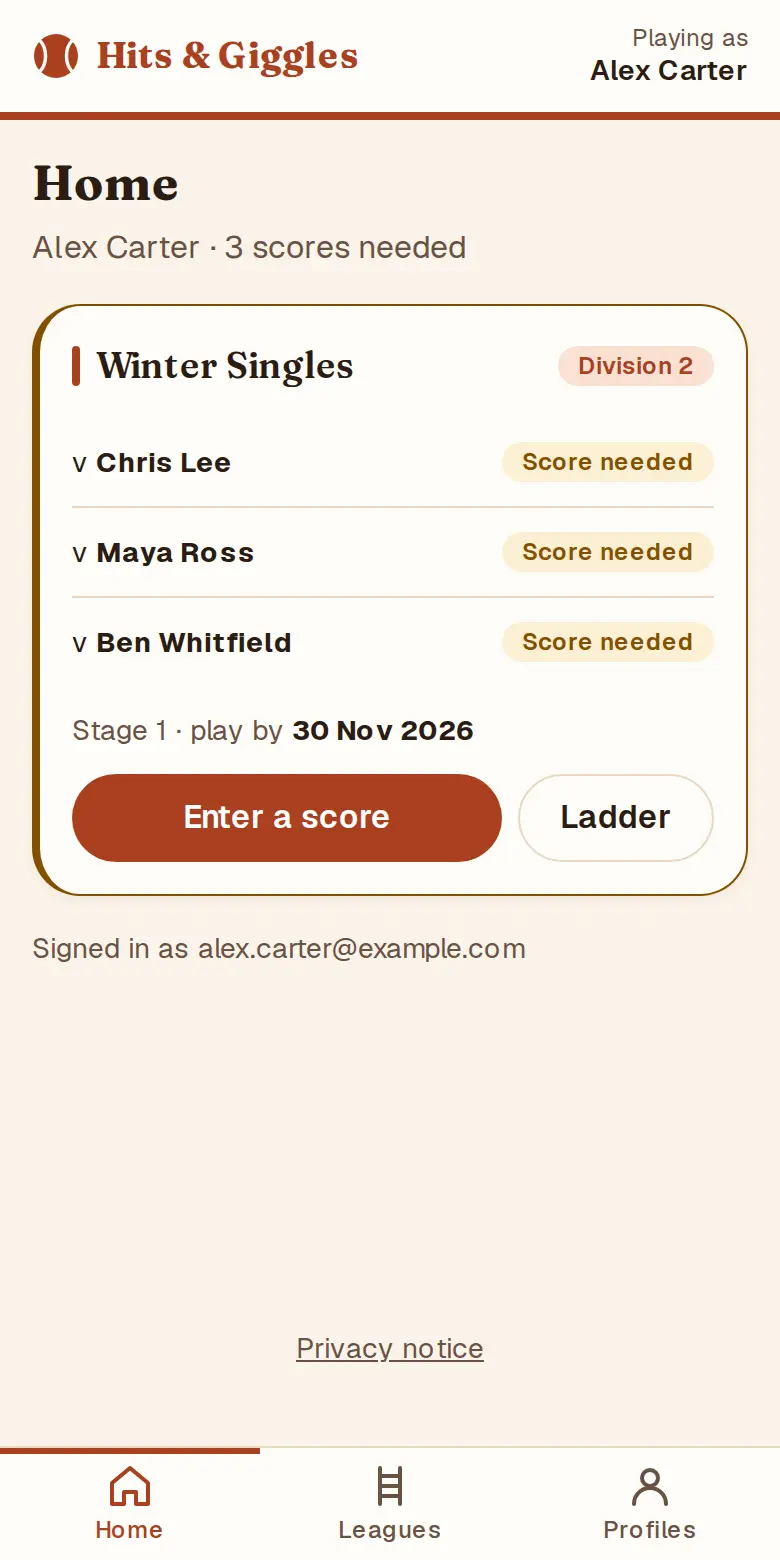 Hits & Giggles
Playing as
Alex Carter
Home
Alex Carter · 3 scores needed
Winter Singles
Division 2
v Chris Lee
Score needed
v Maya Ross
Score needed
v Ben Whitfield
Score needed
Stage 1 · play by 30 Nov 2026
Enter a score
Ladder
Signed in as alex.carter@example.com
Privacy notice
Home
Leagues
Profiles